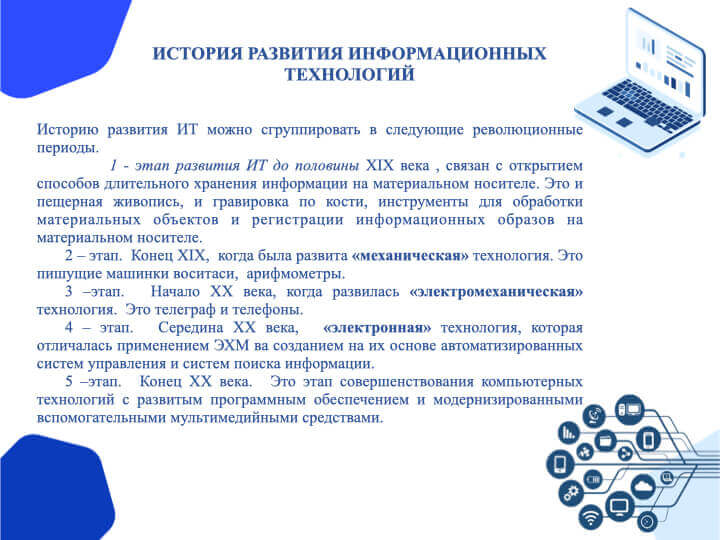 ИСТОРИЯ РАЗВИТИЯ ИНФОРМАЦИОННЫХ
ТЕХНОЛОГИЙ
Историю развития ИТ можно сгруппировать в следующие революционные
периоды.
1 - этап развития ИТ до половины XIX века , связан с открытием
способов длительного хранения информации на материальном носителе. Это и
пещерная живопись, и гравировка по кости, инструменты для обработки
материальных объектов и регистрации информационных образов на
материальном носителе.
2 – этап. Конец XIX, когда была развита «механическая» технология. Это
пишущие машинки воситаси, арифмометры.
3 –этап. Начало XX века, когда развилась «электромеханическая»
технология. Это телеграф и телефоны.
4 – этап. Середина XX века, «электронная» технология, которая
отличалась применением ЭХМ ва созданием на их основе автоматизированных
систем управления и систем поиска информации.
5 –этап. Конец XX века. Это этап совершенствования компьютерных
технологий с развитым программным обеспечением и модернизированными
вспомогательными мультимедийными средствами.